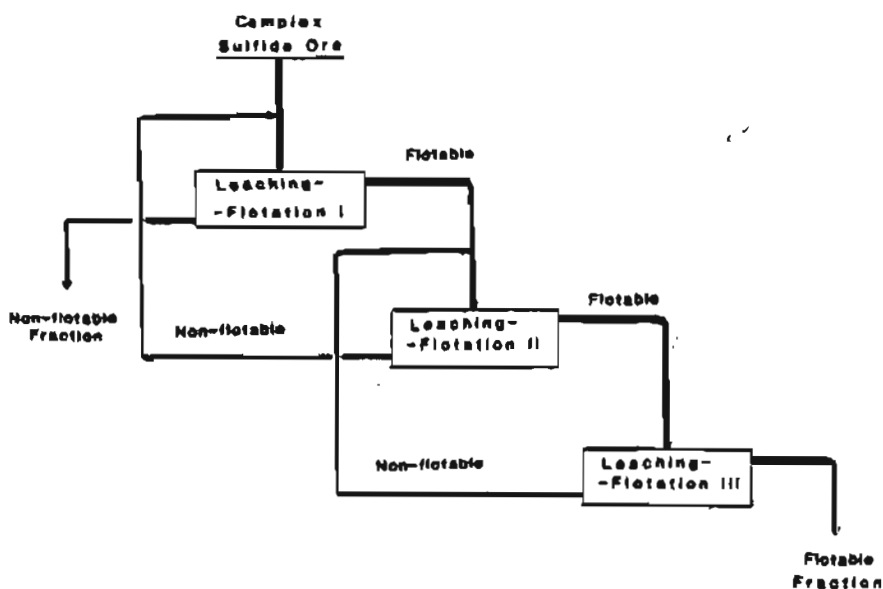 Complex
Sulfide Ore
Flotable
Leaching-
-Flotation I
Non-flotable
Fraction
Non-flotable
Leaching-
-Flotation II
Flotable
Non-flotable
Leaching-
-Flotation III
Flotable
Fraction